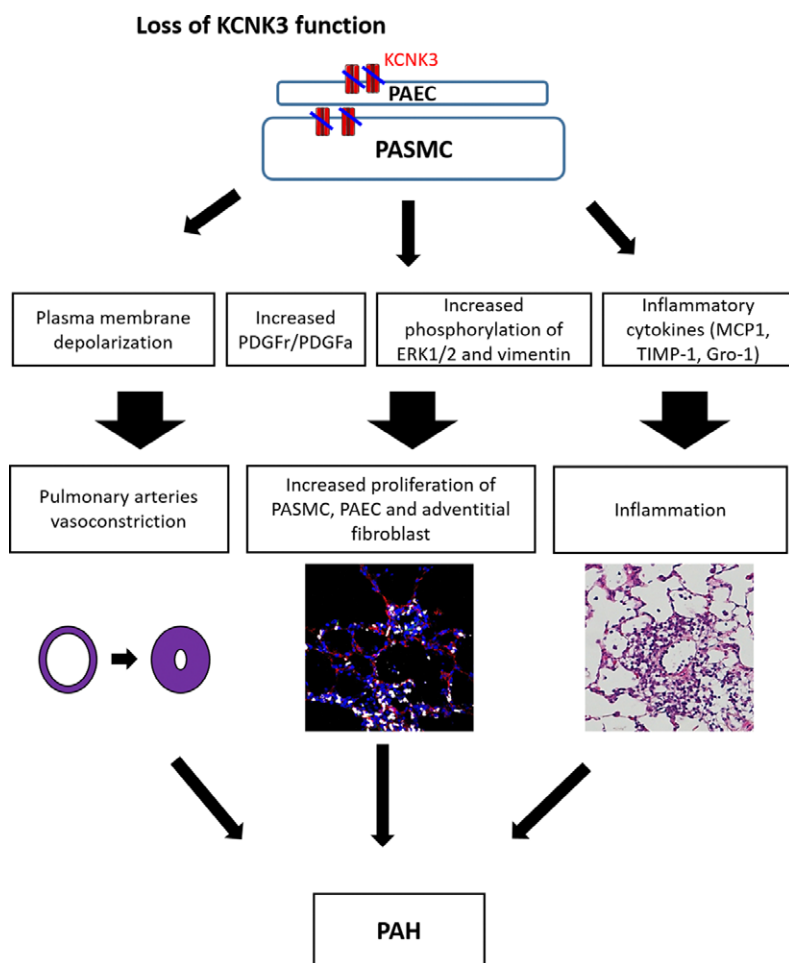 Loss of KCNK3 function
KCNK3
PAEC
PASMC
Plasma membrane
depolarization
Increased
PDGFr/PDGFa
Increased
phosphorylation of
ERK1/2 and vimentin
Inflammatory
cytokines (MCP1,
TIMP-1, Gro-1)
Pulmonary arteries
vasoconstriction
Increased proliferation of
PASMC, PAEC and adventitial
fibroblast
Inflammation
PAH